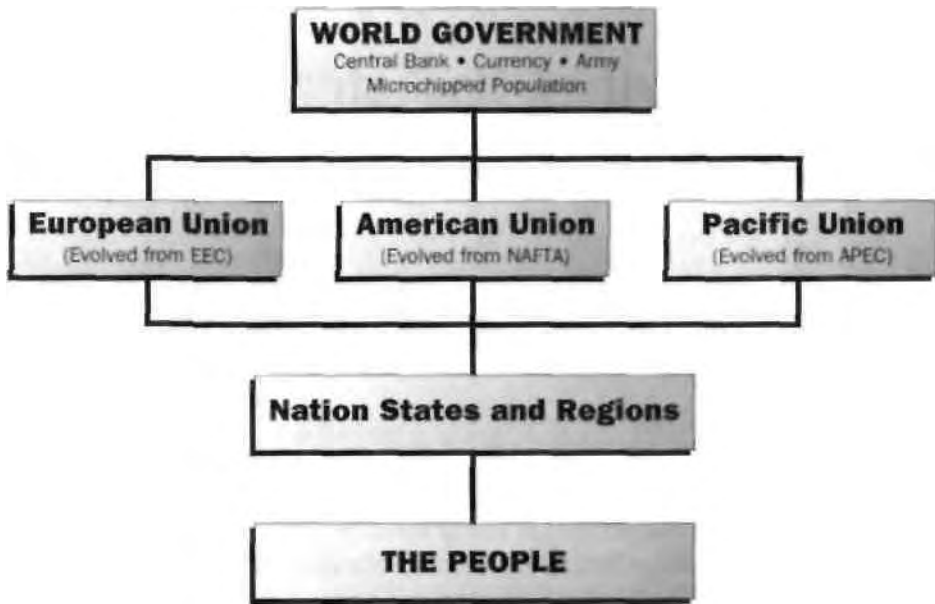 WORLD GOVERNMENT
Central Bank • Currency • Army
Microchipped Population
European Union
(Evolved from EEC)
American Union
(Evolved from NAFTA)
Pacific Union
(Evolved from APEC)
Nation States and Regions
THE PEOPLE